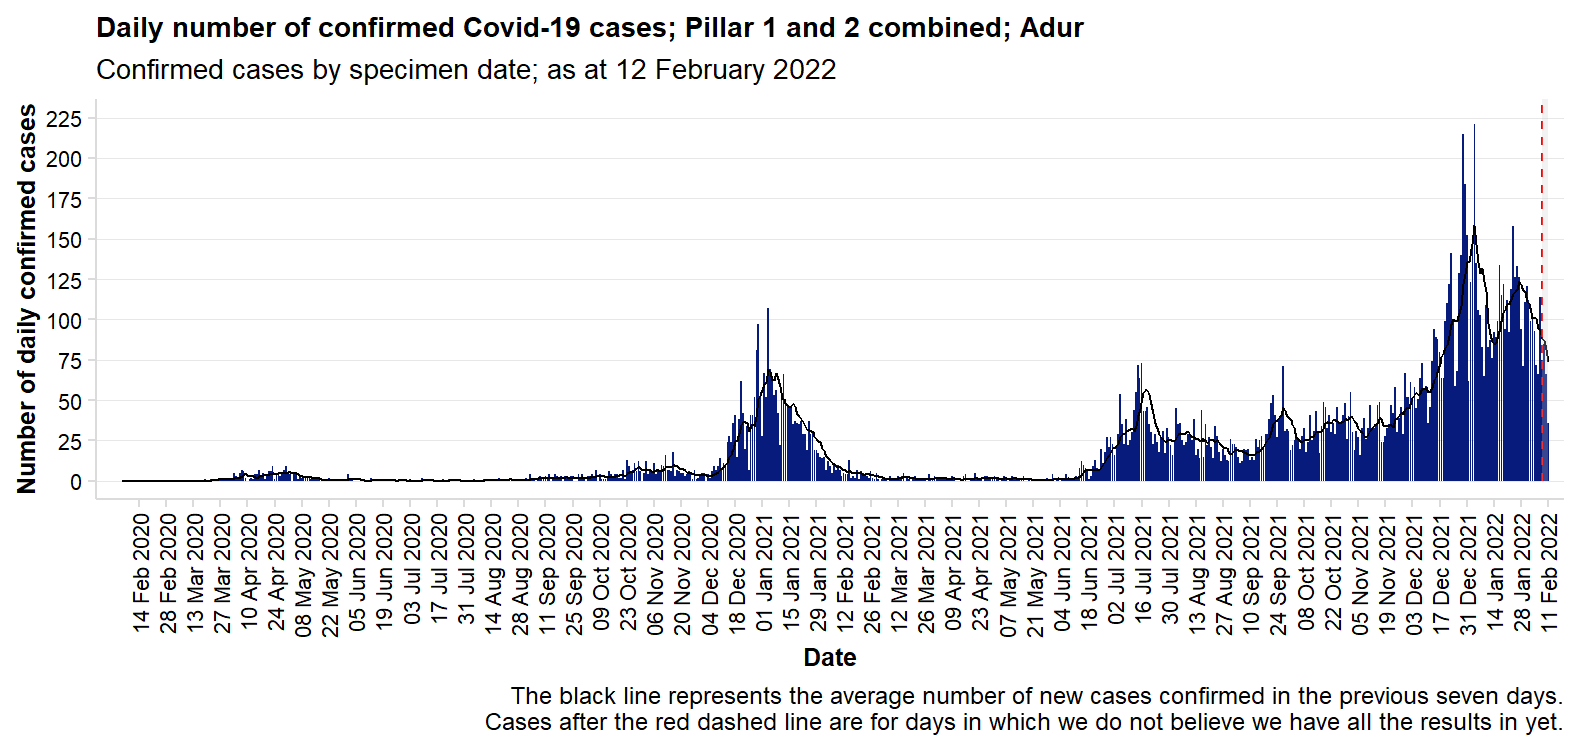 Daily number of confirmed Covid-19 cases; Pillar 1 and 2 combined; Adur
Confirmed cases by specimen date; as at 12 February 2022
Number of daily confirmed cases
225
200
175
150
125
100
75
50
25
0
14 Feb 2020
28 Feb 2020
13 Mar 2020
27 Mar 2020
10 Apr 2020
24 Apr 2020
08 May 2020
22 May 2020
05 Jun 2020
19 Jun 2020
03 Jul 2020
17 Jul 2020
31 Jul 2020
14 Aug 2020
28 Aug 2020
11 Sep 2020
25 Sep 2020
09 Oct 2020
23 Oct 2020
06 Nov 2020
20 Nov 2020
04 Dec 2020
18 Dec 2020
01 Jan 2021
15 Jan 2021
29 Jan 2021
12 Feb 2021
26 Feb 2021
12 Mar 2021
26 Mar 2021
09 Apr 2021
23 Apr 2021
07 May 2021
21 May 2021
04 Jun 2021
18 Jun 2021
02 Jul 2021
16 Jul 2021
30 Jul 2021
13 Aug 2021
27 Aug 2021
10 Sep 2021
24 Sep 2021
08 Oct 2021
22 Oct 2021
05 Nov 2021
19 Nov 2021
03 Dec 2021
17 Dec 2021
31 Dec 2021
14 Jan 2022
28 Jan 2022
11 Feb 2022
Date
The black line represents the average number of new cases confirmed in the previous seven days.
Cases after the red dashed line are for days in which we do not believe we have all the results in yet.